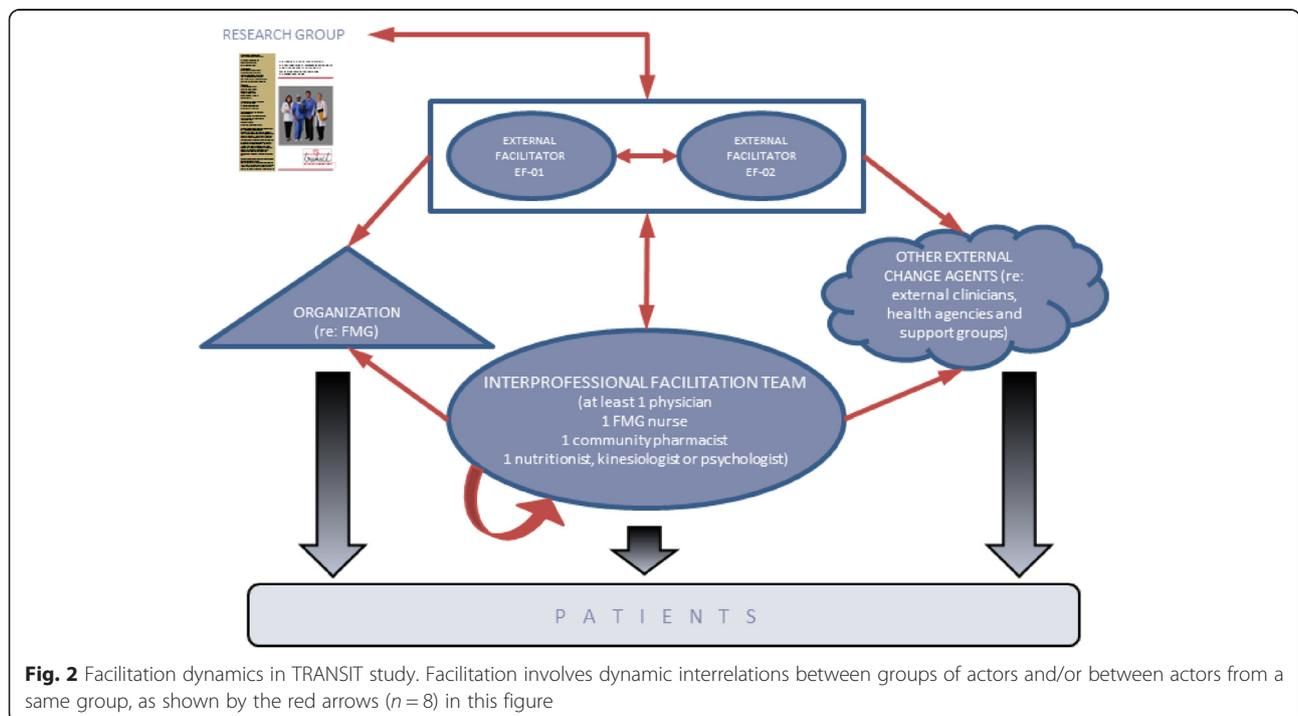 RESEARCH GROUP
transit
EXTERNAL
FACILITATOR
EF-01
EXTERNAL
FACILITATOR
EF-02
ORGANIZATION
(re: FMG)
OTHER EXTERNAL
CHANGE AGENTS (re:
external clinicians,
health agencies and
support groups)
INTERPROFESSIONAL FACILITATION TEAM
(at least 1 physician
1 FMG nurse
1 community pharmacist
1 nutritionist, kinesiologist or psychologist)
PATIENTS
Fig. 2 Facilitation dynamics in TRANSIT study. Facilitation involves dynamic interrelations between groups of actors and/or between actors from a
same group, as shown by the red arrows (n = 8) in this figure